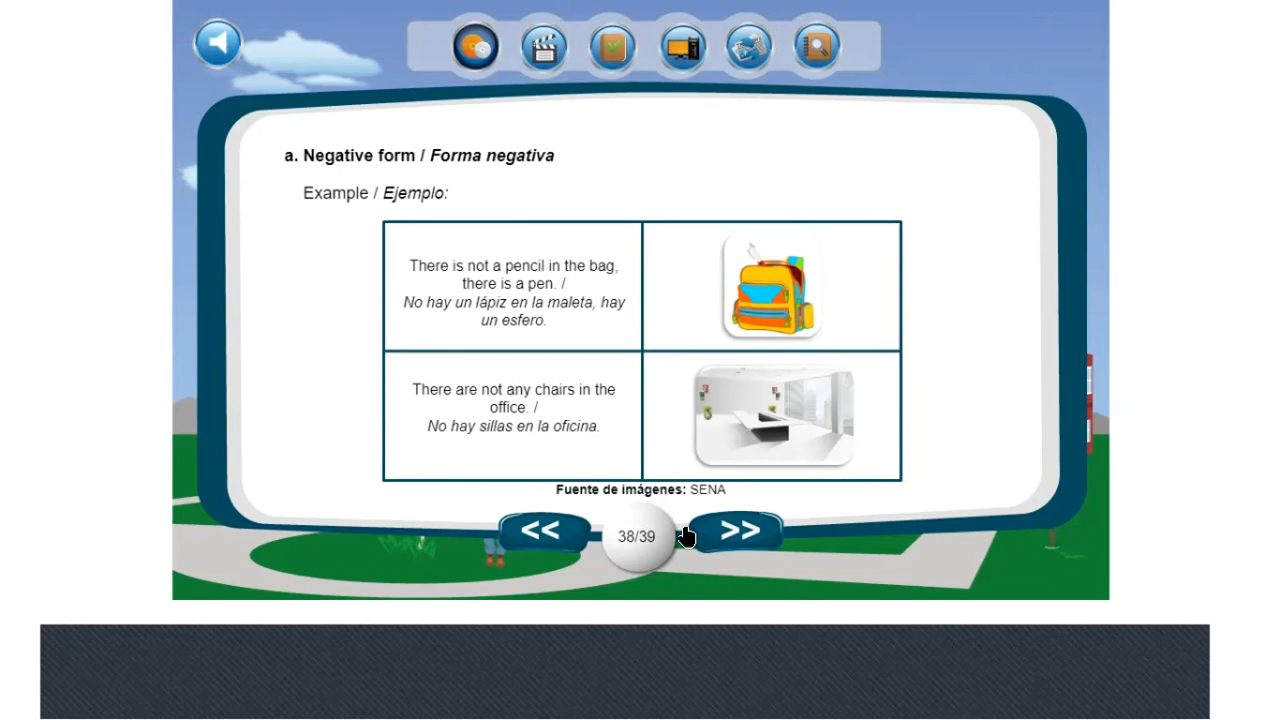 a. Negative form / Forma negativa
Example / Ejemplo:
There is not a pencil in the bag,
there is a pen. /
No hay un lápiz en la maleta, hay
un esfero.
There are not any chairs in the
office. /
No hay sillas en la oficina.
Fuente de imágenes: SENA
<<
38/39
>>